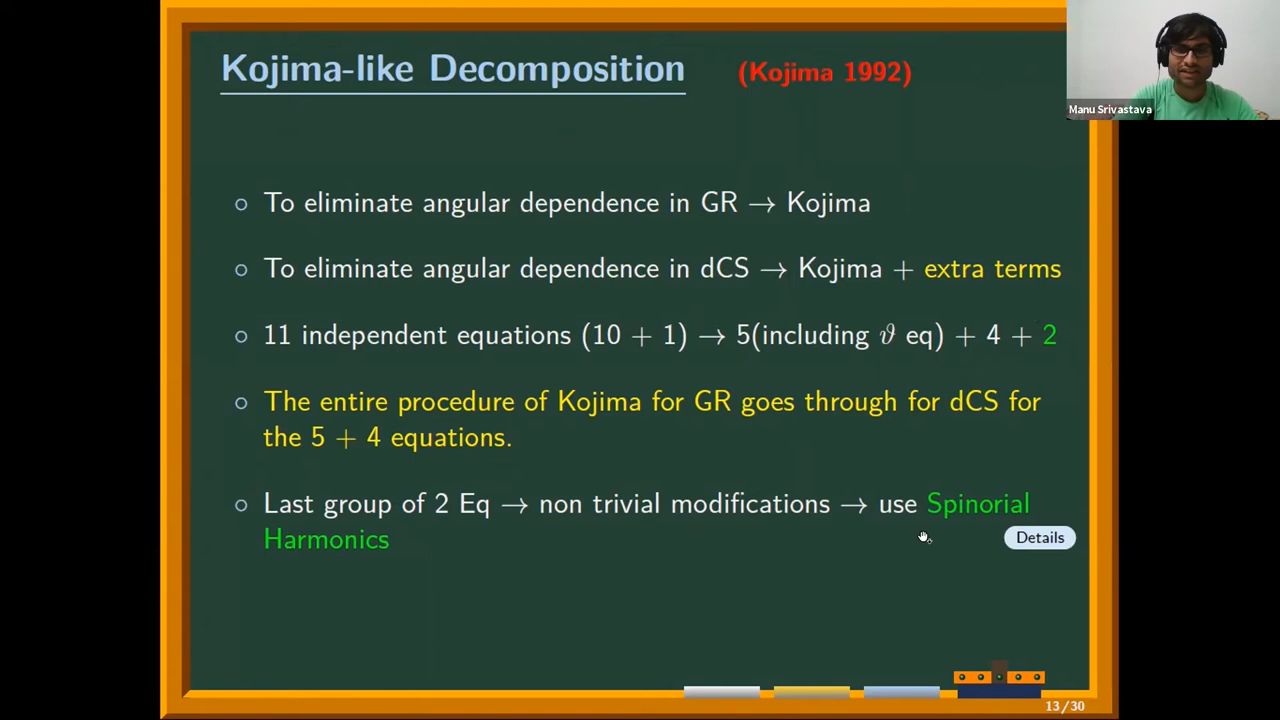 Kojima-like Decomposition (Kojima 1992)
Manu Srivastava
○ To eliminate angular dependence in GR → Kojima
○ To eliminate angular dependence in dCS → Kojima + extra terms
○ 11 independent equations (10 + 1) → 5(including ϑ eq) + 4 + 2
○ The entire procedure of Kojima for GR goes through for dCS for
the 5 + 4 equations.
○ Last group of 2 Eq → non trivial modifications → use Spinorial
Harmonics
Details
13/30